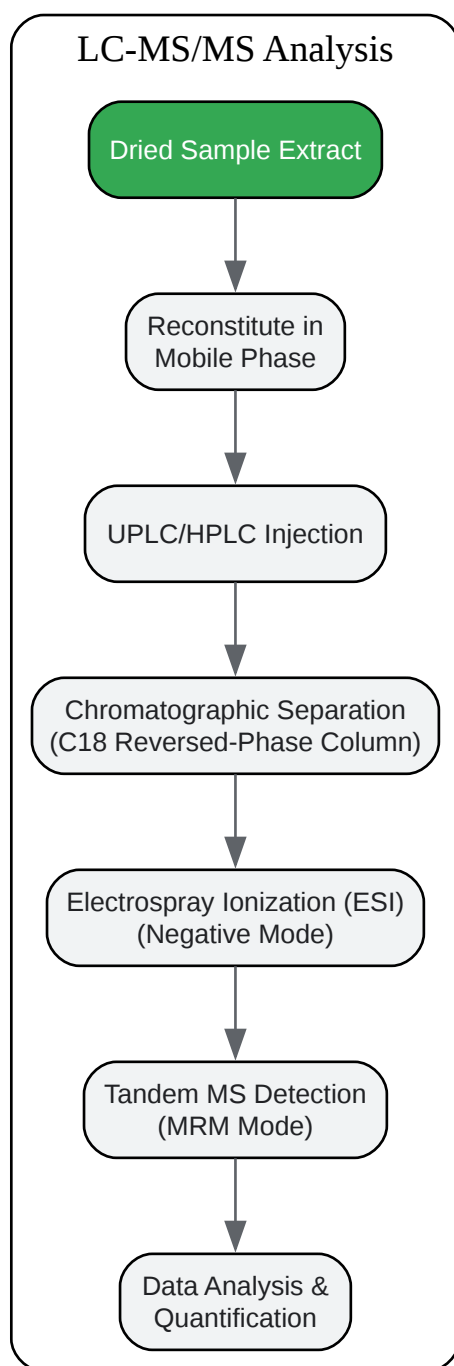 LC-MS/MS Analysis
Dried Sample Extract
Reconstitute in
Mobile Phase
UPLC/HPLC Injection
Chromatographic Separation
(C18 Reversed-Phase Column)
Electrospray Ionization (ESI)
(Negative Mode)
Tandem MS Detection
(MRM Mode)
Data Analysis &
Quantification